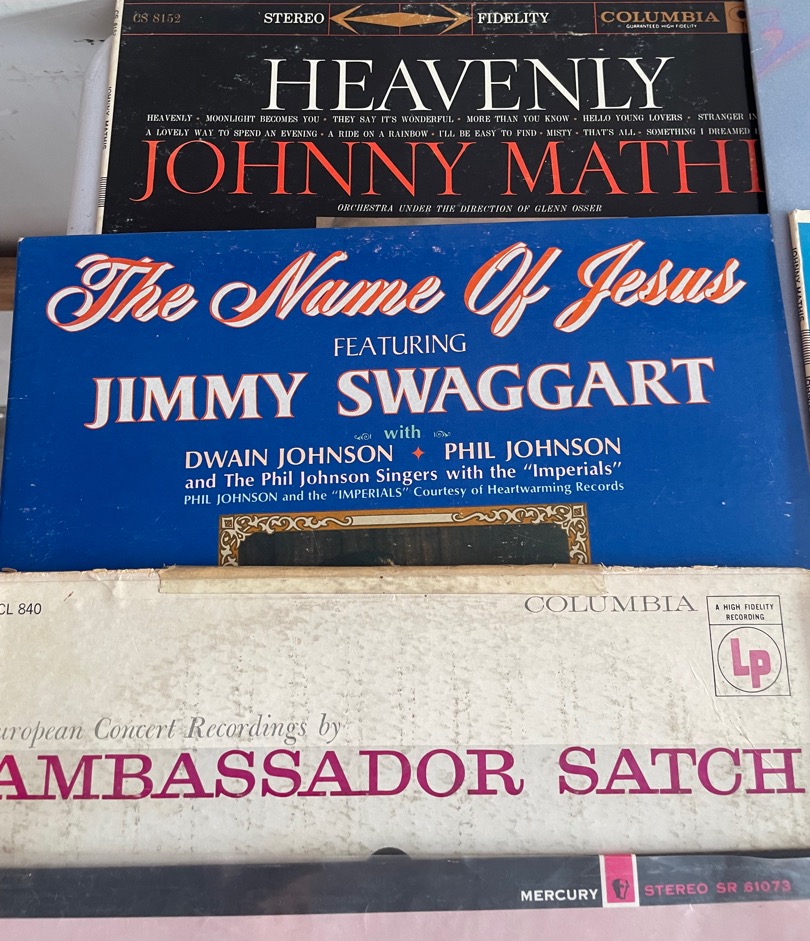 CS 8152 STEREO FIDELITY COLUMBIA
GUARANTEED HIGH FIDELITY
HEAVENLY
HEAVENLY • MOONLIGHT BECOMES YOU • THEY SAY IT'S WONDERFUL • MORE THAN YOU KNOW • HELLO YOUNG LOVERS • STRANGER IN
A LOVELY WAY TO SPEND AN EVENING • A RIDE ON A RAINBOW • I'LL BE EASY TO FIND • MISTY • THAT'S ALL • SOMETHING I DREAMED
JOHNNY MATHI
ORCHESTRA UNDER THE DIRECTION OF GLENN OSSER
The Name Of Jesus
FEATURING
JIMMY SWAGGART
with
DWAIN JOHNSON ✦ PHIL JOHNSON
and The Phil Johnson Singers with the "Imperials"
PHIL JOHNSON and the "IMPERIALS" Courtesy of Heartwarming Records
CL 840 COLUMBIA
A HIGH FIDELITY
RECORDING
Lp
uropean Concert Recordings by
AMBASSADOR SATCH
MERCURY STEREO SR 61073
JOHNNY MATHIS